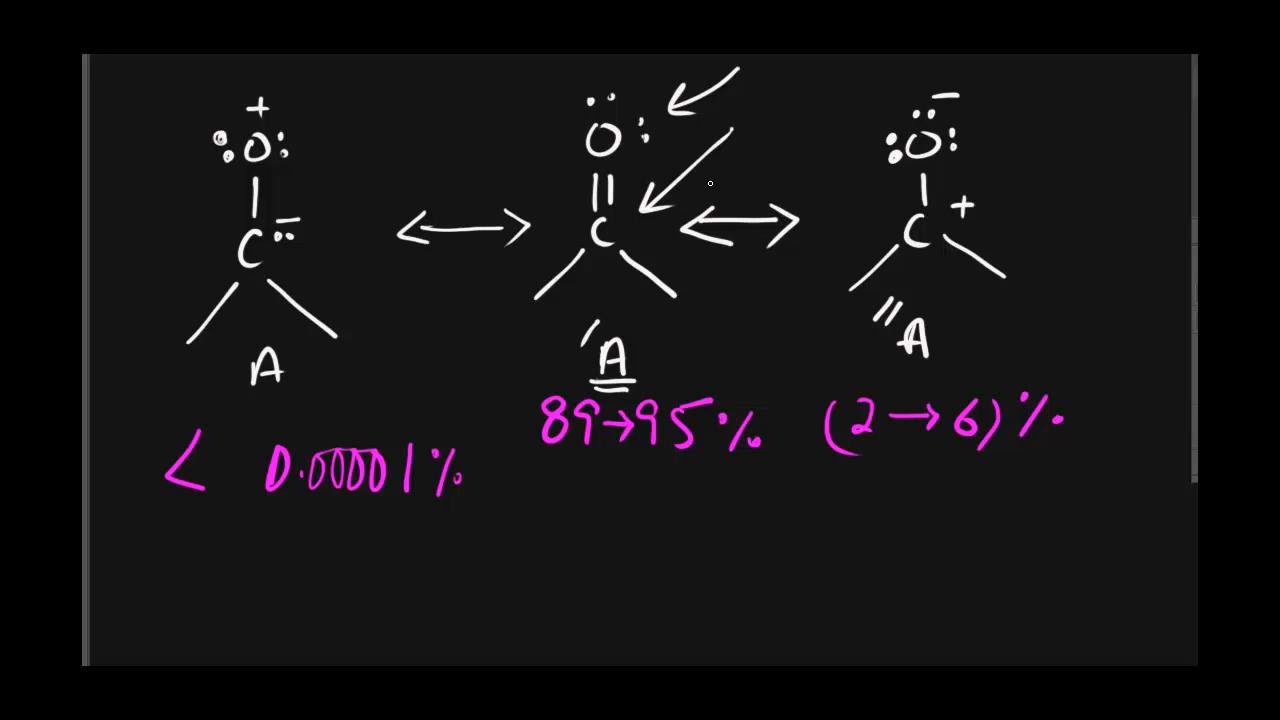 + −
O O O
C − C C +
A ′A ″A
89→95% (2→6)%
< 0.00001%